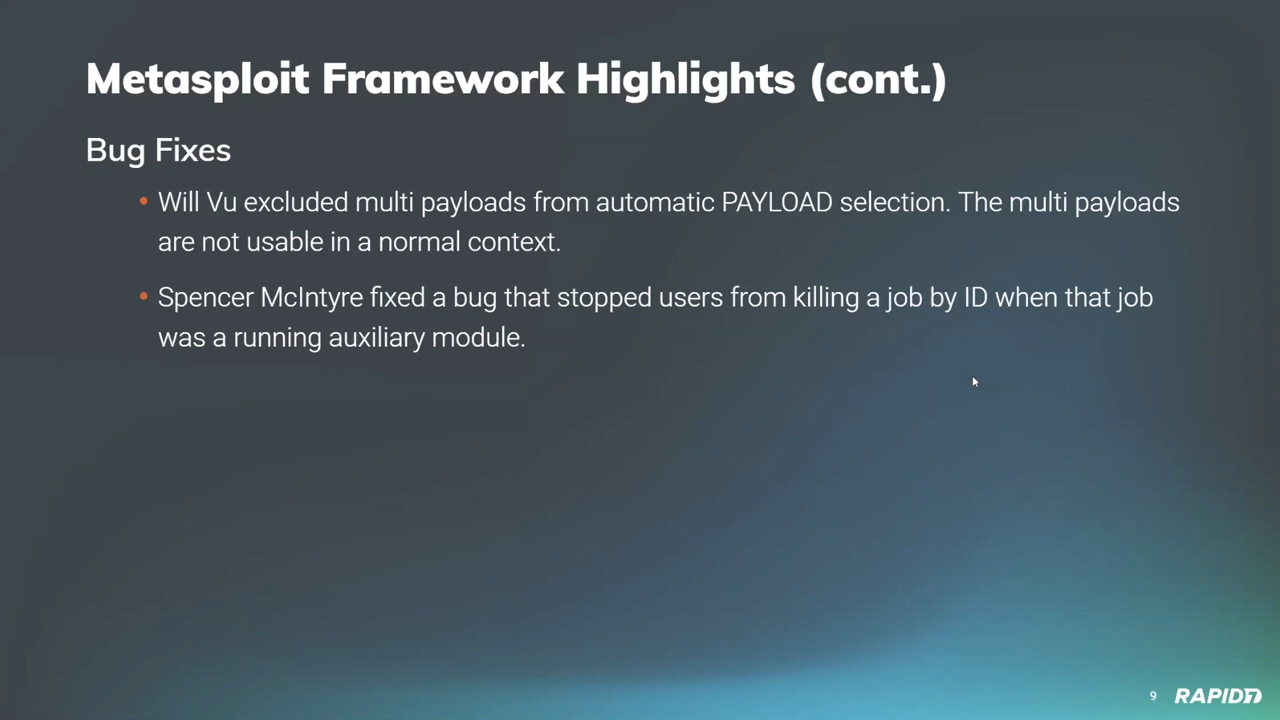 Metasploit Framework Highlights (cont.)
Bug Fixes
• Will Vu excluded multi payloads from automatic PAYLOAD selection. The multi payloads
are not usable in a normal context.
• Spencer McIntyre fixed a bug that stopped users from killing a job by ID when that job
was a running auxiliary module.
9 RAPID7